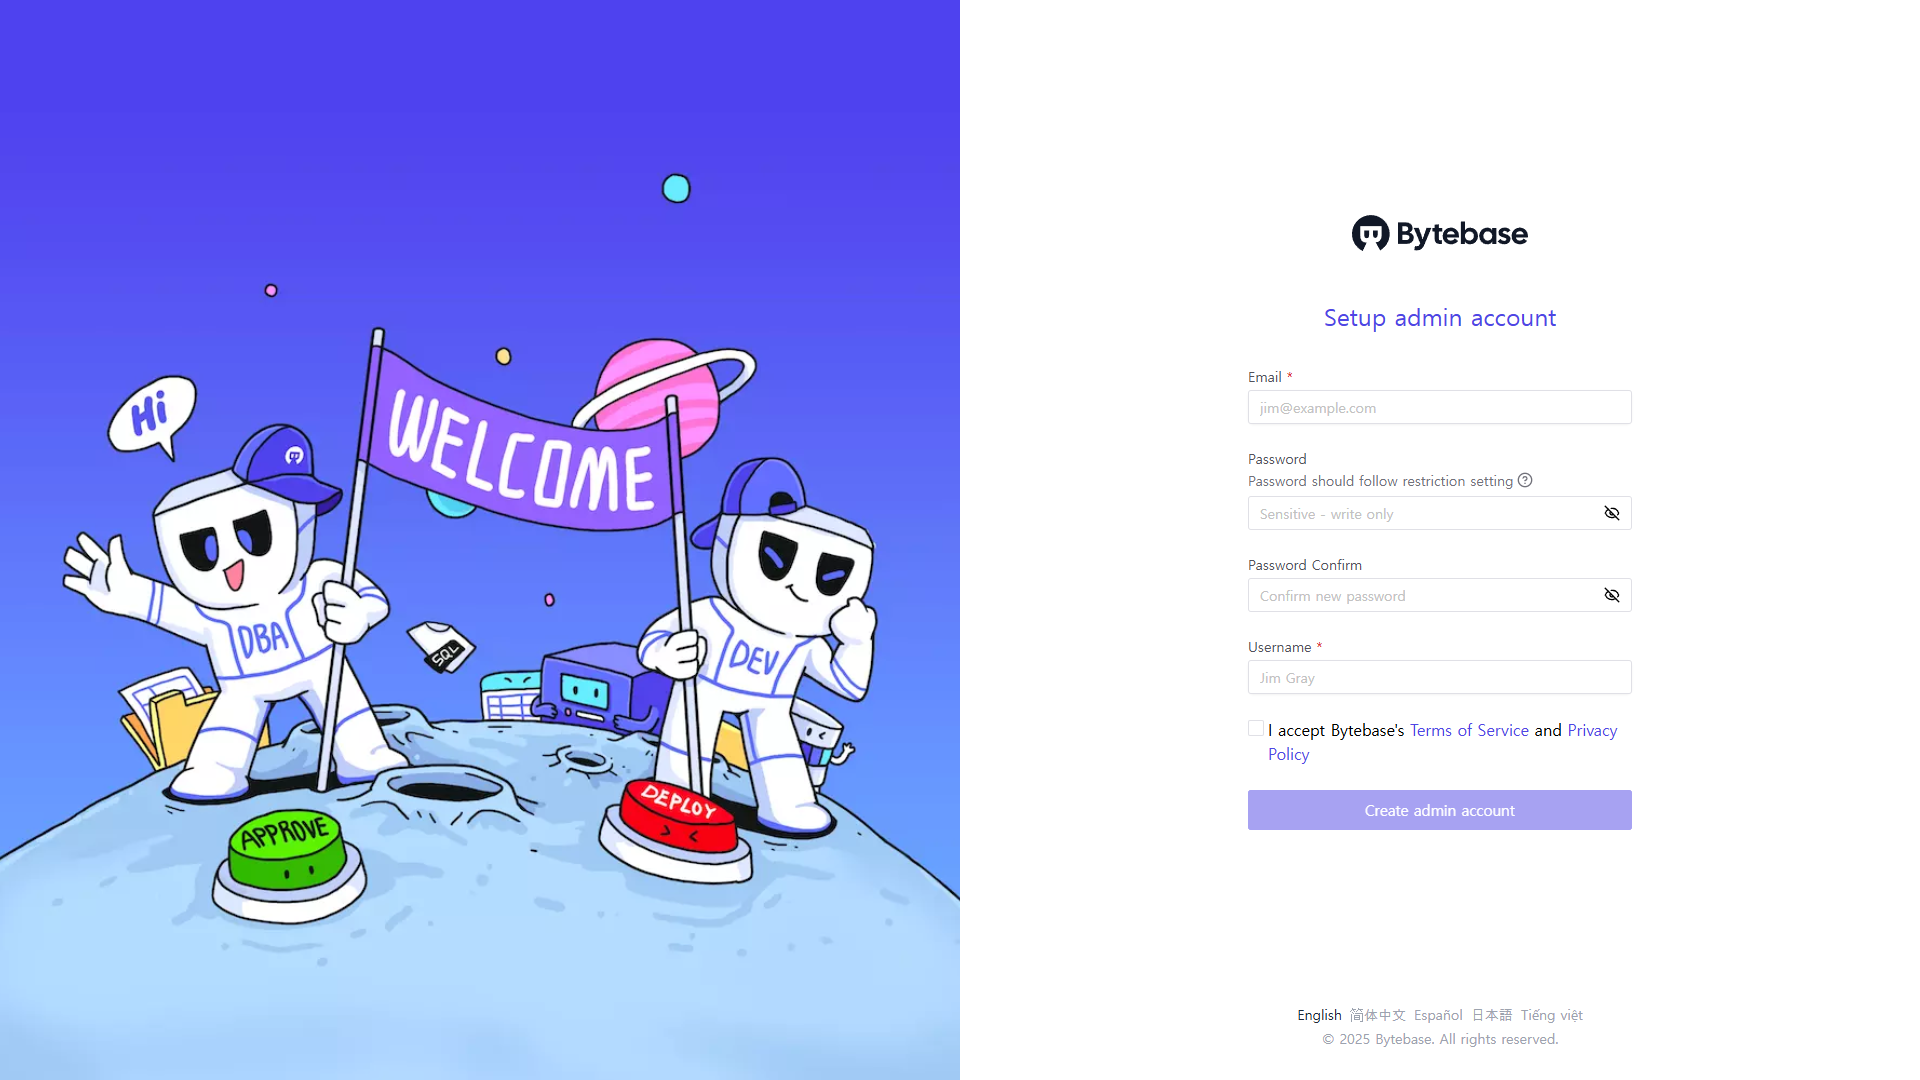 Hi
WELCOME
DBA
SQL
DEV
DEPLOY
APPROVE
Bytebase
Setup admin account
Email *
jim@example.com
Password
Password should follow restriction setting
Sensitive - write only
Password Confirm
Confirm new password
Username *
Jim Gray
I accept Bytebase's Terms of Service and Privacy
Policy
Create admin account
English 简体中文 Español 日本語 Tiếng việt
© 2025 Bytebase. All rights reserved.